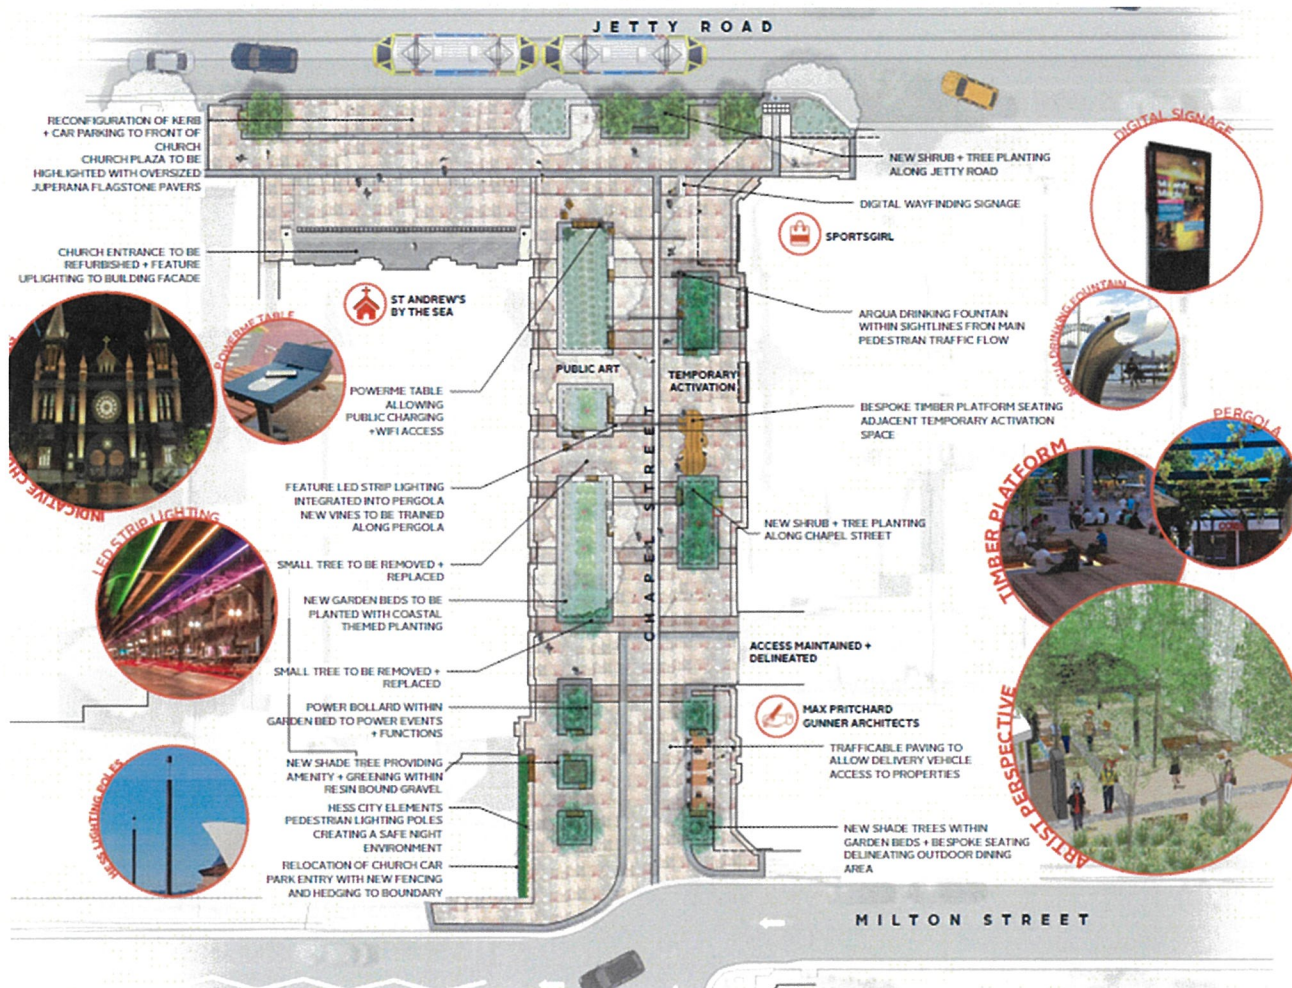 JETTY ROAD
RECONFIGURATION OF KERB
+ CAR PARKING TO FRONT OF
CHURCH
CHURCH PLAZA TO BE
HIGHLIGHTED WITH OVERSIZED
JUPERANA FLAGSTONE PAVERS
CHURCH ENTRANCE TO BE
REFURBISHED + FEATURE
UPLIGHTING TO BUILDING FACADE
ST ANDREW'S
BY THE SEA
POWERME TABLE
POWERME TABLE
ALLOWING
PUBLIC CHARGING
+WIFI ACCESS
INDICATIVE
FEATURE LED STRIP LIGHTING
INTEGRATED INTO PERGOLA
NEW VINES TO BE TRAINED
ALONG PERGOLA
LED STRIP LIGHTING
SMALL TREE TO BE REMOVED +
REPLACED
NEW GARDEN BEDS TO BE
PLANTED WITH COASTAL
THEMED PLANTING
SMALL TREE TO BE REMOVED +
REPLACED
POWER BOLLARD WITHIN
GARDEN BED TO POWER EVENTS
+ FUNCTIONS
NEW SHADE TREE PROVIDING
AMENITY + GREENING WITHIN
RESIN BOUND GRAVEL
HESS LIGHTING POLES
HESS CITY ELEMENTS
PEDESTRIAN LIGHTING POLES
CREATING A SAFE NIGHT
ENVIRONMENT
RELOCATION OF CHURCH CAR
PARK ENTRY WITH NEW FENCING
AND HEDGING TO BOUNDARY
PUBLIC ART
TEMPORARY
ACTIVATION
CHAPEL STREET
NEW SHRUB + TREE PLANTING
ALONG JETTY ROAD
DIGITAL WAYFINDING SIGNAGE
SPORTSGIRL
DIGITAL SIGNAGE
ARQUA DRINKING FOUNTAIN
WITHIN SIGHTLINES FRON MAIN
PEDESTRIAN TRAFFIC FLOW
ARQUA DRINKING FOUNTAIN
BESPOKE TIMBER PLATFORM SEATING
ADJACENT TEMPORARY ACTIVATION
SPACE
PERGOLA
TIMBER PLATFORM
NEW SHRUB + TREE PLANTING
ALONG CHAPEL STREET
ACCESS MAINTAINED +
DELINEATED
MAX PRITCHARD
GUNNER ARCHITECTS
TRAFFICABLE PAVING TO
ALLOW DELIVERY VEHICLE
ACCESS TO PROPERTIES
ARTIST PERSPECTIVE
NEW SHADE TREES WITHIN
GARDEN BEDS + BESPOKE SEATING
DELINEATING OUTDOOR DINING
AREA
MILTON STREET